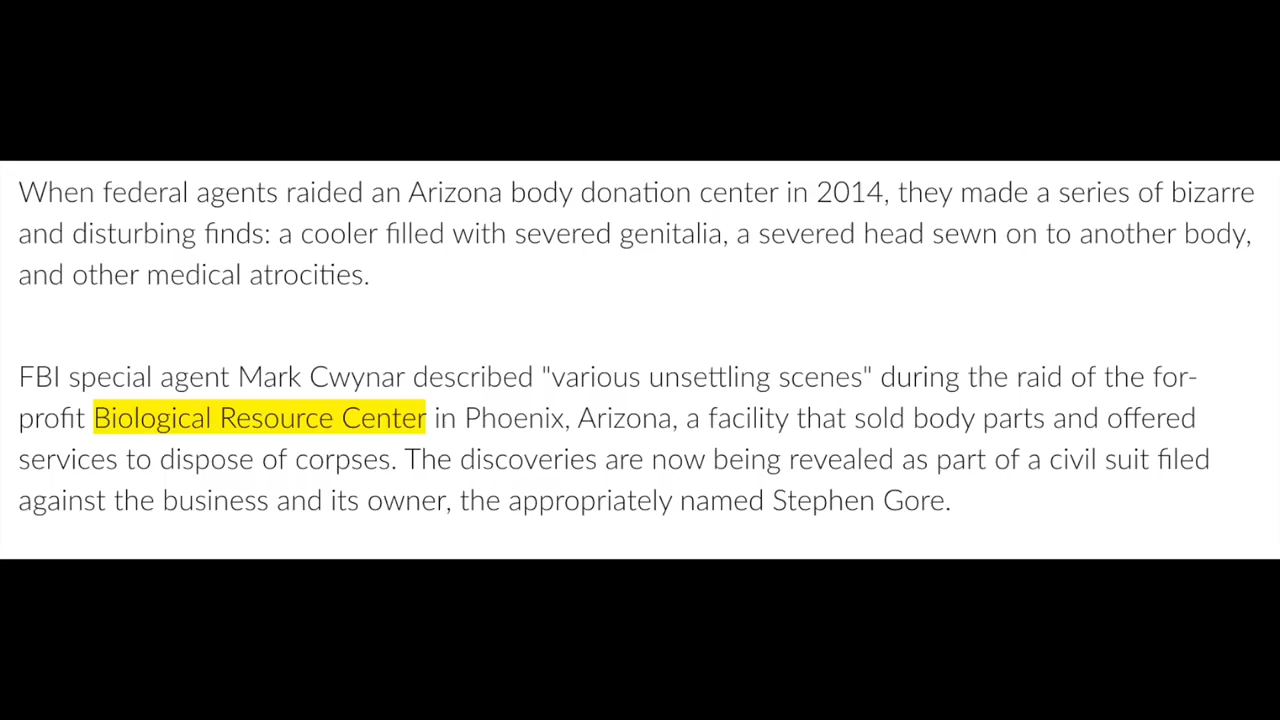 When federal agents raided an Arizona body donation center in 2014, they made a series of bizarre
and disturbing finds: a cooler filled with severed genitalia, a severed head sewn on to another body,
and other medical atrocities.
FBI special agent Mark Cwynar described "various unsettling scenes" during the raid of the for-
profit Biological Resource Center in Phoenix, Arizona, a facility that sold body parts and offered
services to dispose of corpses. The discoveries are now being revealed as part of a civil suit filed
against the business and its owner, the appropriately named Stephen Gore.